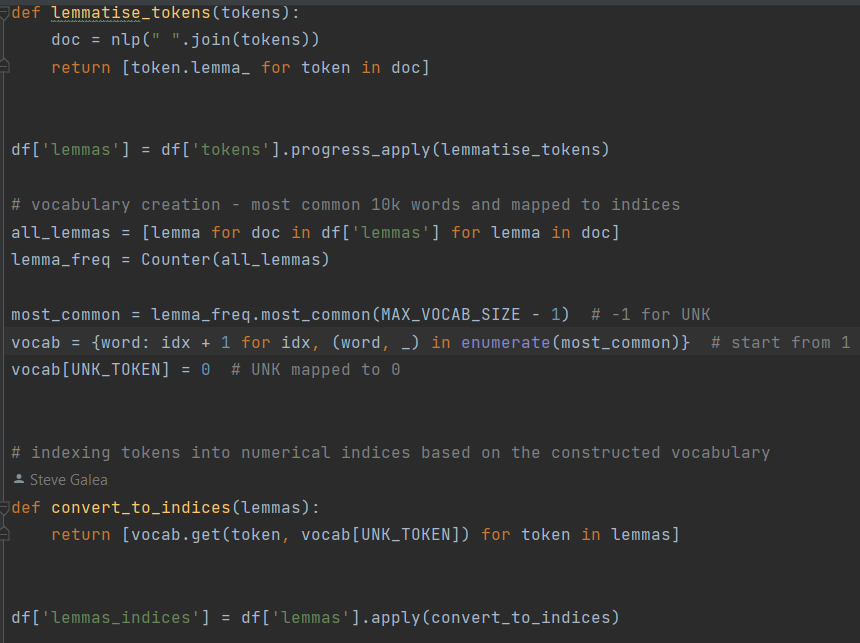 def lemmatise_tokens(tokens):
    doc = nlp(" ".join(tokens))
    return [token.lemma_ for token in doc]
df['lemmas'] = df['tokens'].progress_apply(lemmatise_tokens)
# vocabulary creation - most common 10k words and mapped to indices
all_lemmas = [lemma for doc in df['lemmas'] for lemma in doc]
lemma_freq = Counter(all_lemmas)
most_common = lemma_freq.most_common(MAX_VOCAB_SIZE - 1)  # -1 for UNK
vocab = {word: idx + 1 for idx, (word, _) in enumerate(most_common)}  # start from 1
vocab[UNK_TOKEN] = 0  # UNK mapped to 0
# indexing tokens into numerical indices based on the constructed vocabulary
Steve Galea
def convert_to_indices(lemmas):
    return [vocab.get(token, vocab[UNK_TOKEN]) for token in lemmas]
df['lemmas_indices'] = df['lemmas'].apply(convert_to_indices)